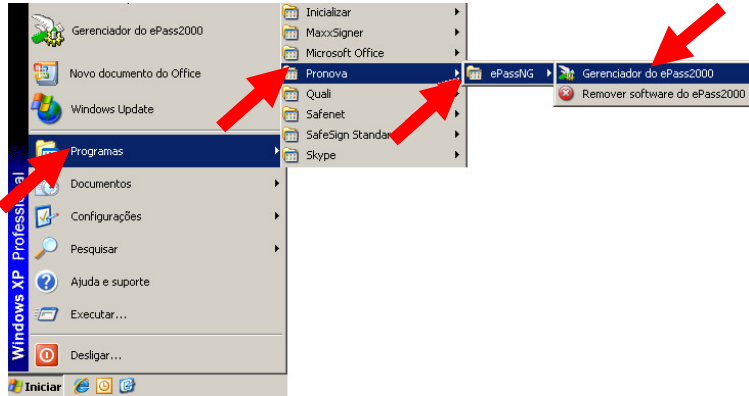 Gerenciador do ePass2000
Novo documento do Office
Windows Update
Programas
Documentos
Configurações
Pesquisar
Ajuda e suporte
Executar...
Desligar...
Windows XP Professional
Iniciar
Inicializar
MaxxSigner
Microsoft Office
Pronova
Quali
Safenet
SafeSign Standard
Skype
ePassNG
Gerenciador do ePass2000
Remover software do ePass2000